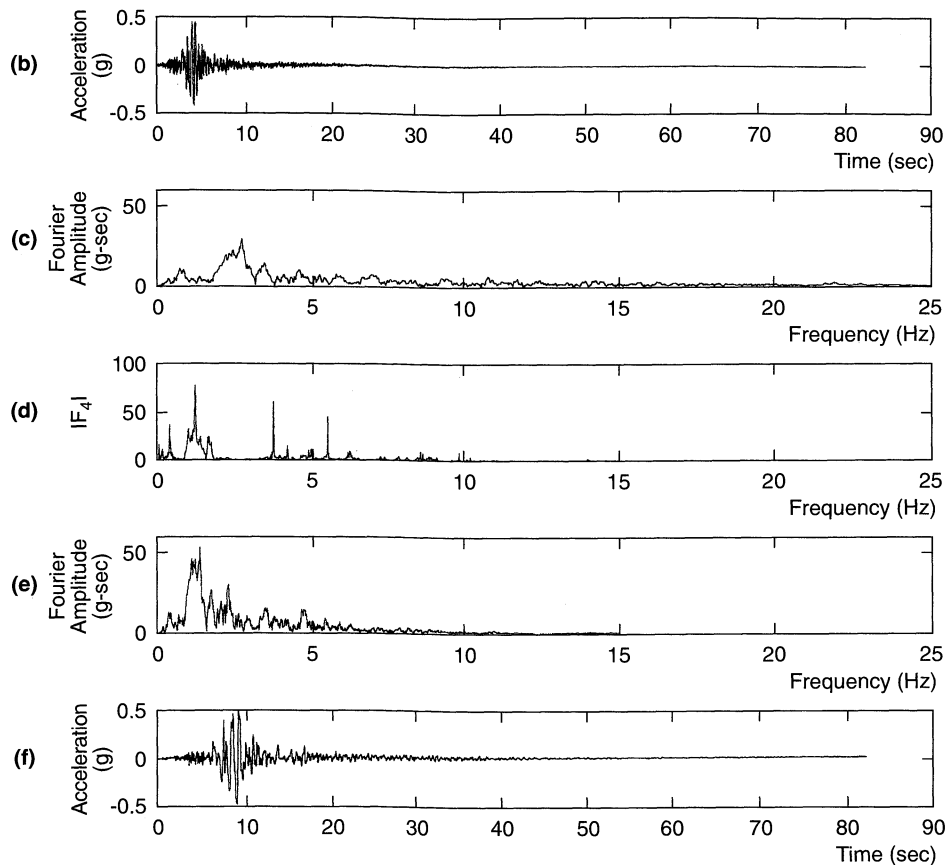 (b)
Acceleration
(g)
0.5
0
-0.5
0 10 20 30 40 50 60 70 80 90
Time (sec)
(c)
Fourier
Amplitude
(g-sec)
50
0
0 5 10 15 20 25
Frequency (Hz)
(d)
|F4|
100
50
0
0 5 10 15 20 25
Frequency (Hz)
(e)
Fourier
Amplitude
(g-sec)
50
0
0 5 10 15 20 25
Frequency (Hz)
(f)
Acceleration
(g)
0.5
0
-0.5
0 10 20 30 40 50 60 70 80 90
Time (sec)